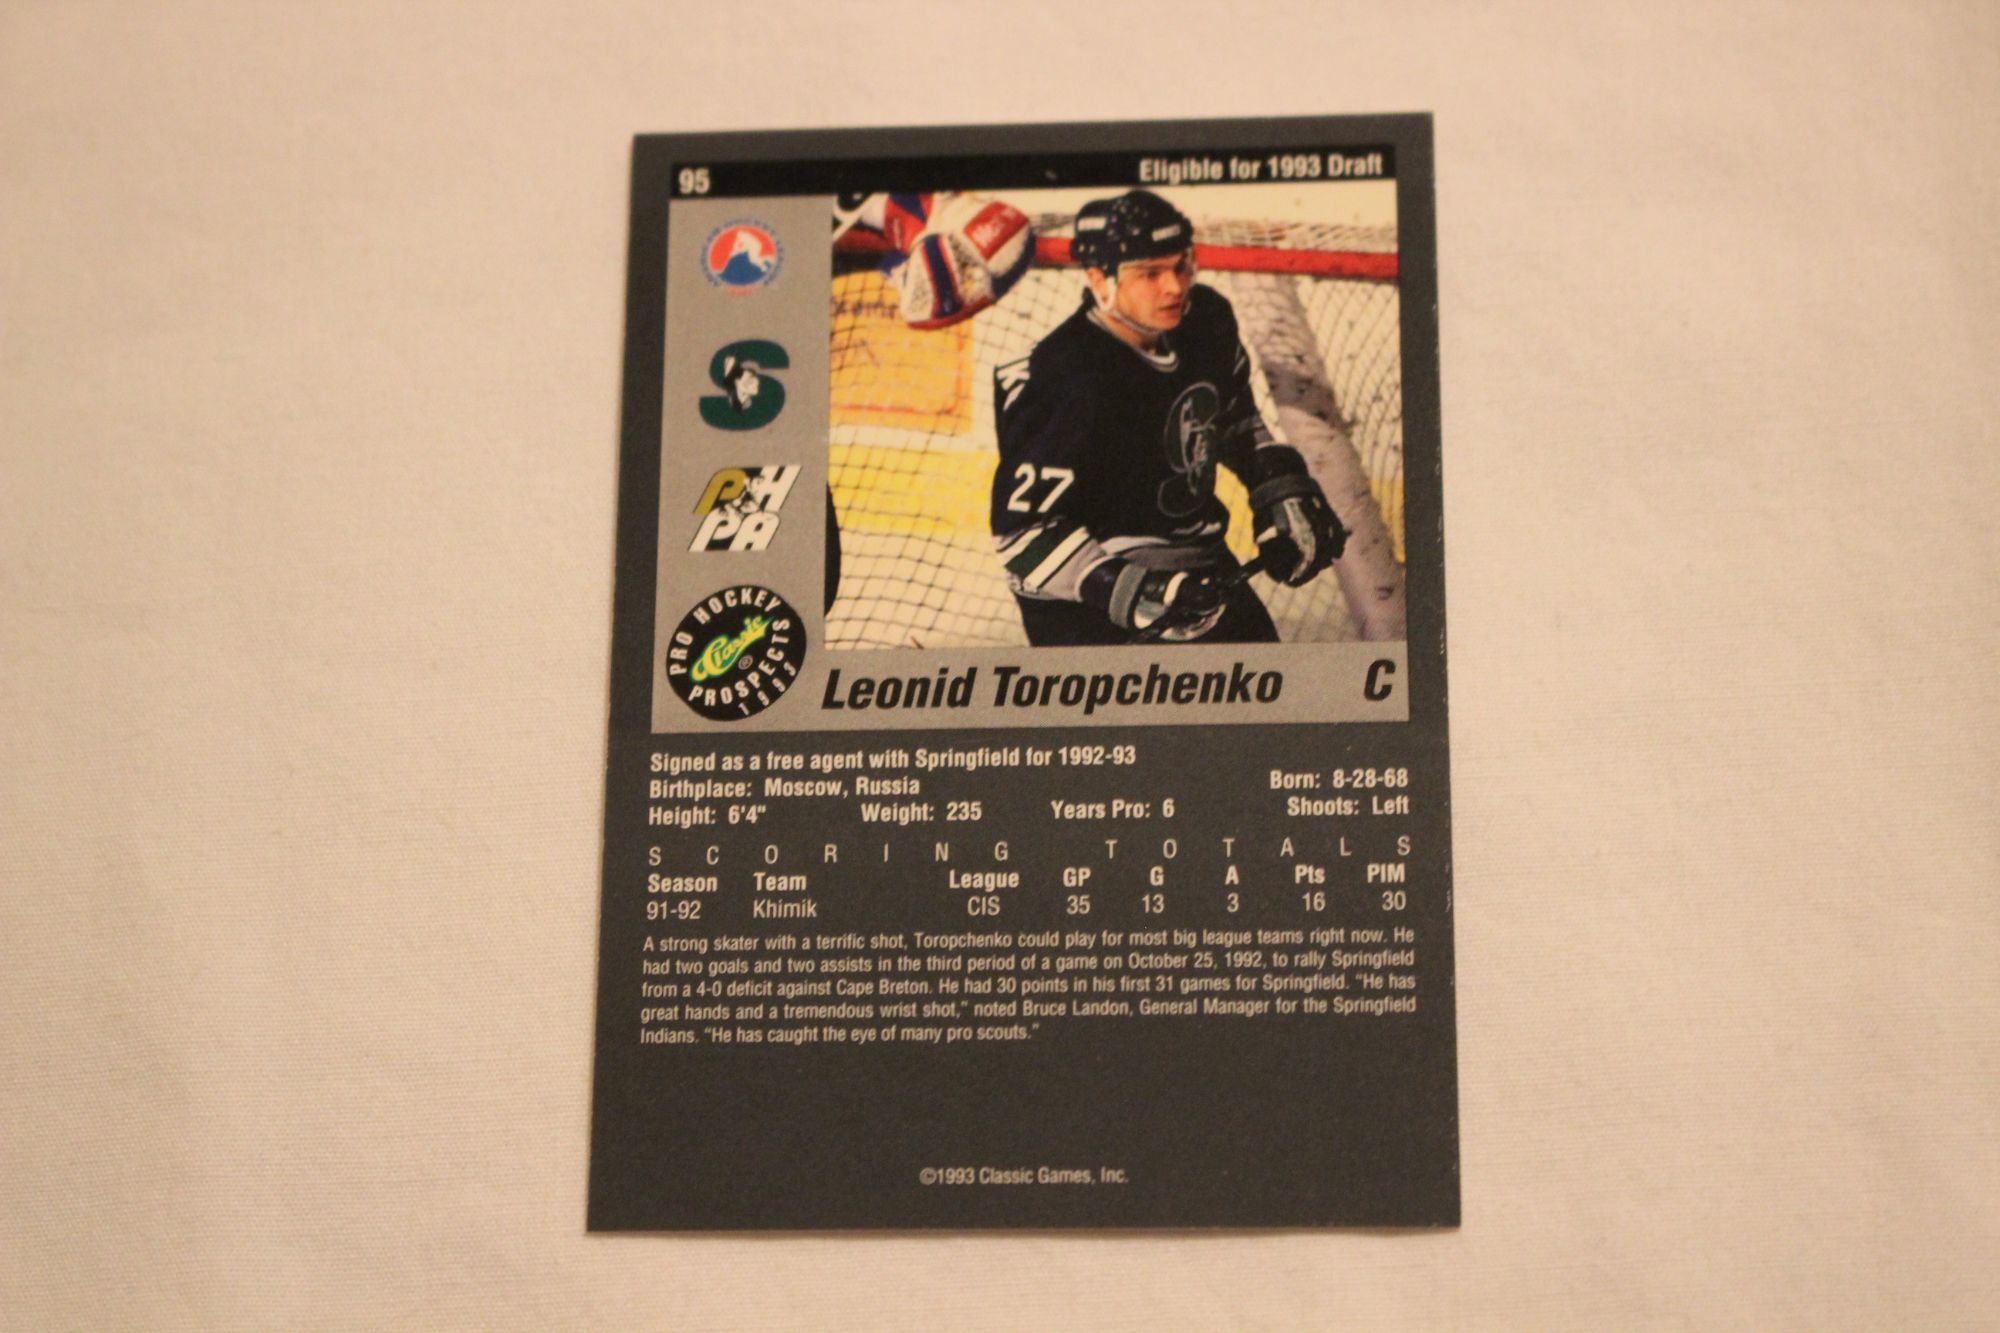 95
Eligible for 1993 Draft
S
27
PHPA
PRO HOCKEY PROSPECTS 1993
Classic ®
Leonid Toropchenko C
Signed as a free agent with Springfield for 1992-93
Birthplace: Moscow, Russia Born: 8-28-68
Height: 6'4" Weight: 235 Years Pro: 6 Shoots: Left
SCORING TOTALS
Season Team League GP G A Pts PIM
91-92 Khimik CIS 35 13 3 16 30
A strong skater with a terrific shot, Toropchenko could play for most big league teams right now. He
had two goals and two assists in the third period of a game on October 25, 1992, to rally Springfield
from a 4-0 deficit against Cape Breton. He had 30 points in his first 31 games for Springfield. "He has
great hands and a tremendous wrist shot," noted Bruce Landon, General Manager for the Springfield
Indians. "He has caught the eye of many pro scouts."
©1993 Classic Games, Inc.